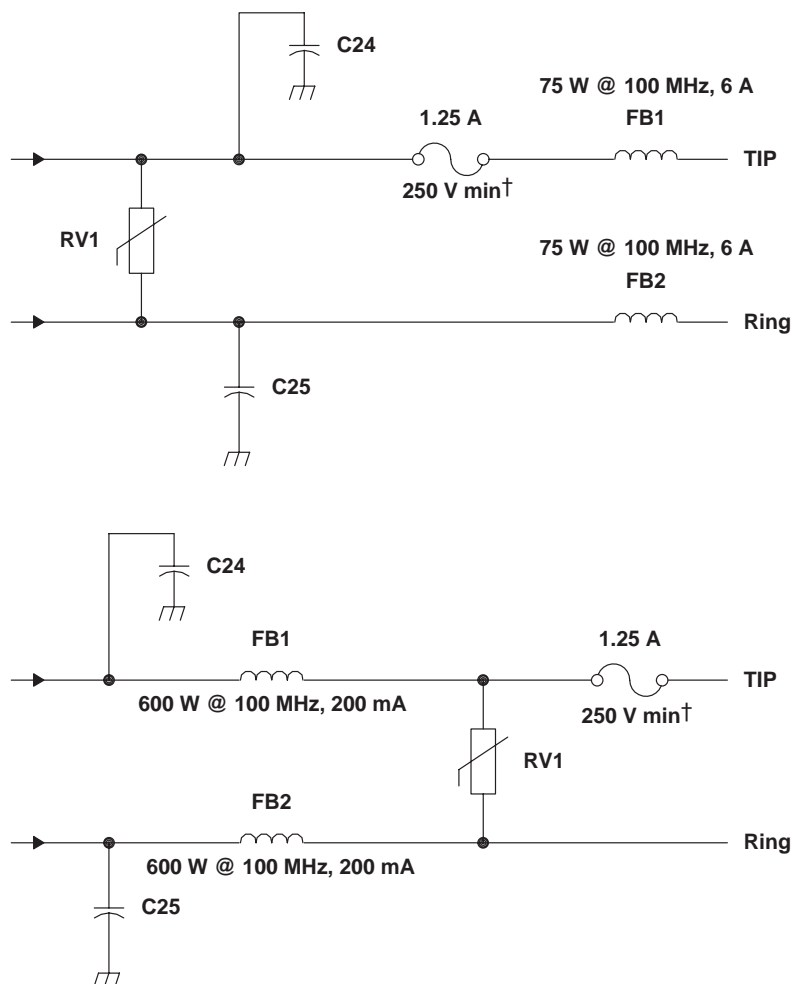 C24
75 W @ 100 MHz, 6 A
1.25 A
FB1
TIP
250 V min†
RV1
75 W @ 100 MHz, 6 A
FB2
Ring
C25
C24
FB1
1.25 A
TIP
600 W @ 100 MHz, 200 mA
250 V min†
RV1
FB2
Ring
600 W @ 100 MHz, 200 mA
C25